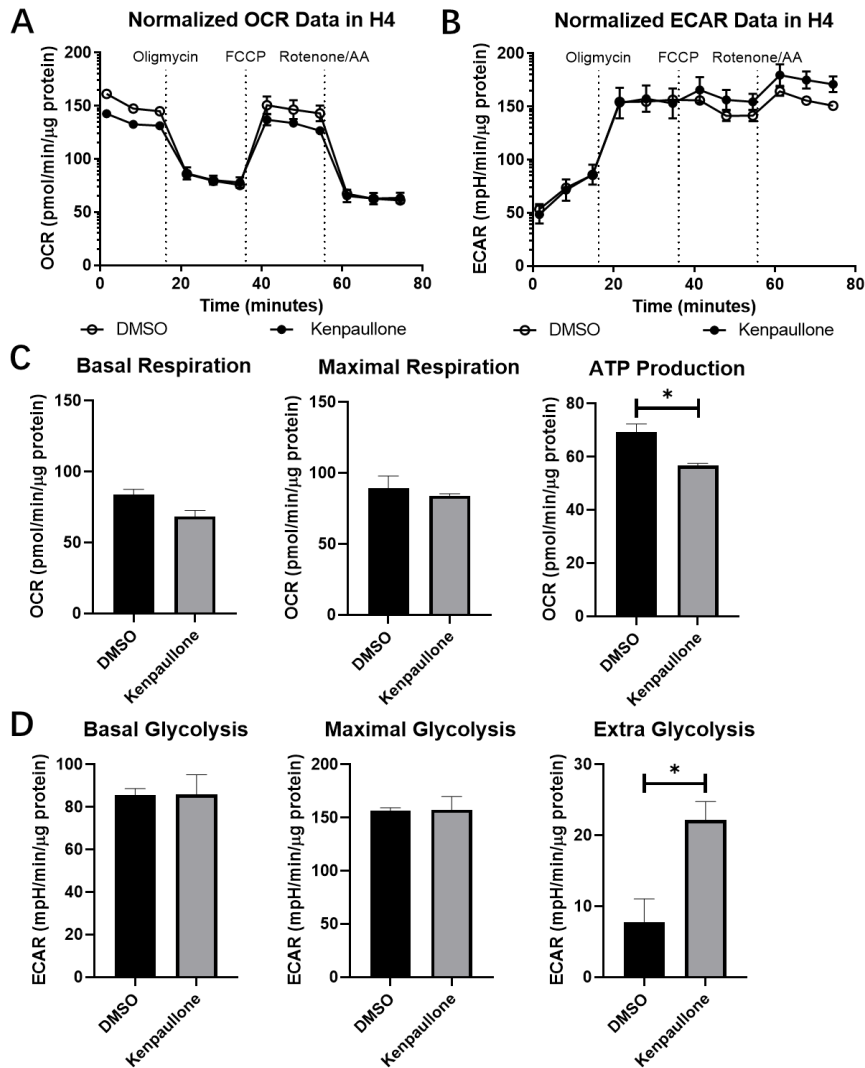 A
Normalized OCR Data in H4
Oligmycin
FCCP
Rotenone/AA
OCR (pmol/min/µg protein)
200
150
100
50
0
0
20
40
60
80
Time (minutes)
DMSO
Kenpaullone
B
Normalized ECAR Data in H4
Oligmycin
FCCP
Rotenone/AA
ECAR (mpH/min/µg protein)
200
150
100
50
0
0
20
40
60
80
Time (minutes)
DMSO
Kenpaullone
C
Basal Respiration
OCR (pmol/min/µg protein)
150
100
50
0
DMSO
Kenpaullone
Maximal Respiration
OCR (pmol/min/µg protein)
150
100
50
0
DMSO
Kenpaullone
ATP Production
*
OCR (pmol/min/µg protein)
80
60
40
20
0
DMSO
Kenpaullone
D
Basal Glycolysis
ECAR (mpH/min/µg protein)
100
80
60
40
20
0
DMSO
Kenpaullone
Maximal Glycolysis
ECAR (mpH/min/µg protein)
200
150
100
50
0
DMSO
Kenpaullone
Extra Glycolysis
*
ECAR (mpH/min/µg protein)
30
20
10
0
DMSO
Kenpaullone